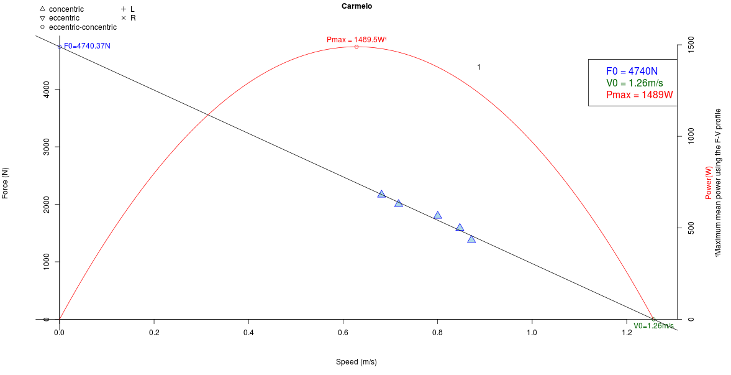 Carmelo
concentric + L
eccentric × R
eccentric-concentric
F0=4740.37N
Pmax = 1489.5W*
1
F0 = 4740N
V0 = 1.26m/s
Pmax = 1489W
V0=1.26m/s
Force (N)
0 1000 2000 3000 4000
0.0 0.2 0.4 0.6 0.8 1.0 1.2
Speed (m/s)
0 500 1000 1500
Power(W)
*Maximum mean power using the F-V profile